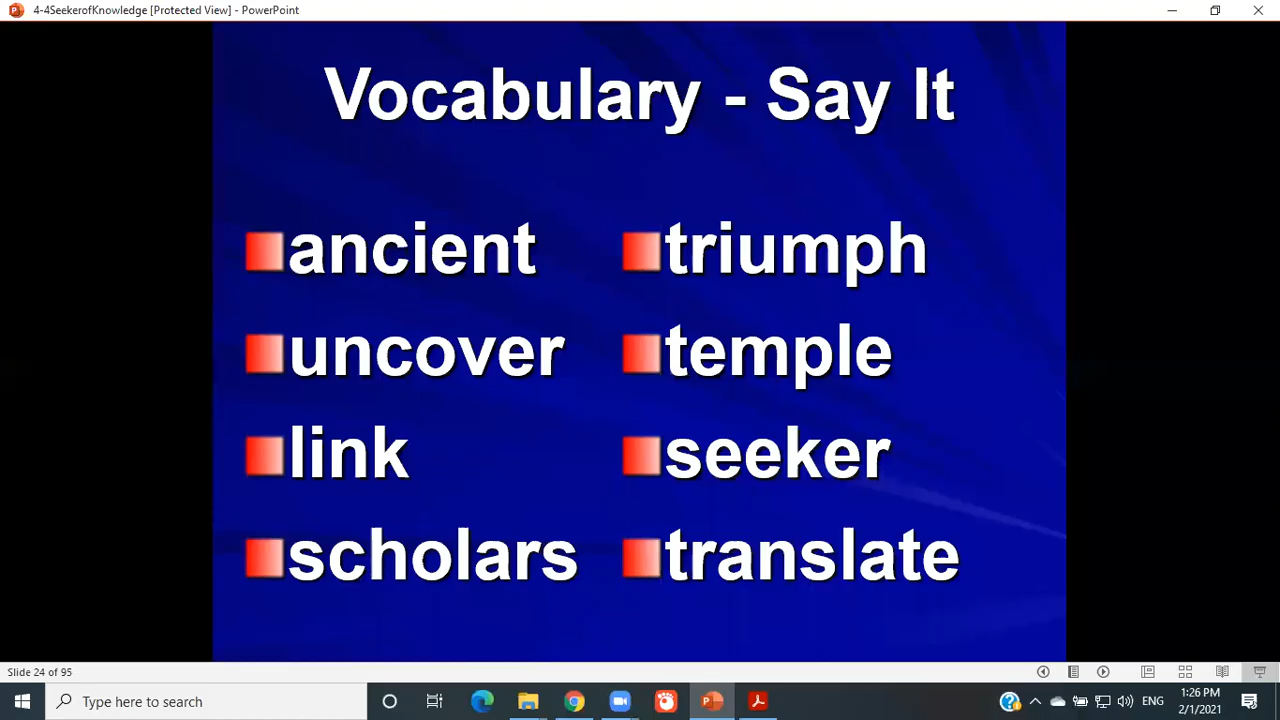 4-4SeekerofKnowledge [Protected View] - PowerPoint
Vocabulary - Say It
ancient
uncover
link
scholars
triumph
temple
seeker
translate
Slide 24 of 95
Type here to search
ENG
1:26 PM
2/1/2021